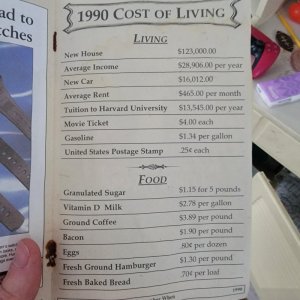 ad to
tches
1990 COST OF LIVING
LIVING
New House $123,000.00
Average Income $28,906.00 per year
New Car $16,012.00
Average Rent $465.00 per month
Tuition to Harvard University $13,545.00 per year
Movie Ticket $4.00 each
Gasoline $1.34 per gallon
United States Postage Stamp .25¢ each
FOOD
Granulated Sugar $1.15 for 5 pounds
Vitamin D Milk $2.78 per gallon
Ground Coffee $3.89 per pound
Bacon $1.90 per pound
Eggs .80¢ per dozen
Fresh Ground Hamburger $1.30 per pound
Fresh Baked Bread .70¢ per loaf
1990
When